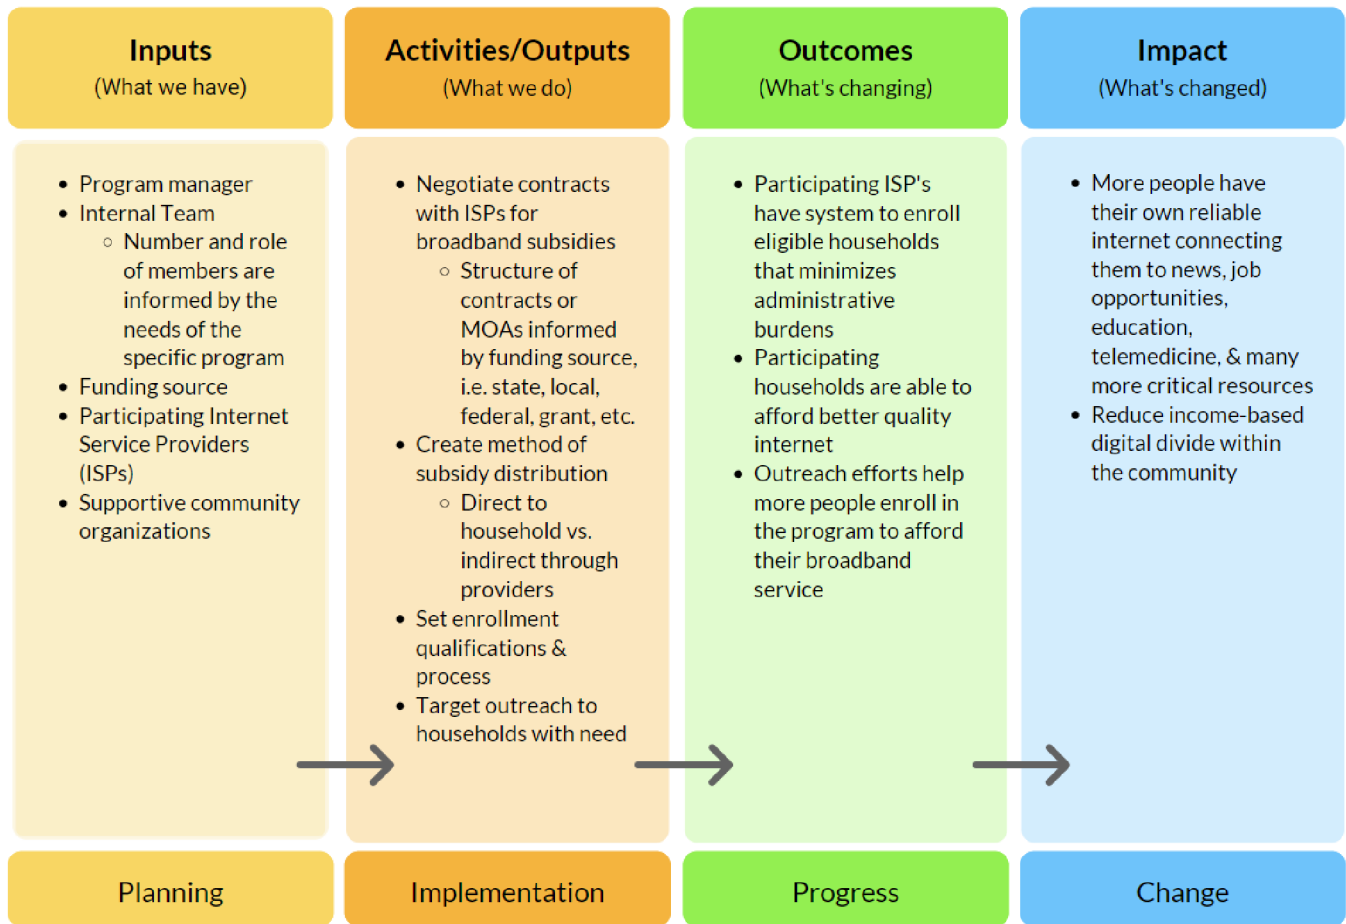 Inputs
(What we have)
Activities/Outputs
(What we do)
Outcomes
(What's changing)
Impact
(What's changed)
• Program manager
• Internal Team
◦ Number and role
of members are
informed by the
needs of the
specific program
• Funding source
• Participating Internet
Service Providers
(ISPs)
• Supportive community
organizations
• Negotiate contracts
with ISPs for
broadband subsidies
◦ Structure of
contracts or
MOAs informed
by funding source,
i.e. state, local,
federal, grant, etc.
• Create method of
subsidy distribution
◦ Direct to
household vs.
indirect through
providers
• Set enrollment
qualifications &
process
• Target outreach to
households with need
• Participating ISP's
have system to enroll
eligible households
that minimizes
administrative
burdens
• Participating
households are able to
afford better quality
internet
• Outreach efforts help
more people enroll in
the program to afford
their broadband
service
• More people have
their own reliable
internet connecting
them to news, job
opportunities,
education,
telemedicine, & many
more critical resources
• Reduce income-based
digital divide within
the community
Planning
Implementation
Progress
Change